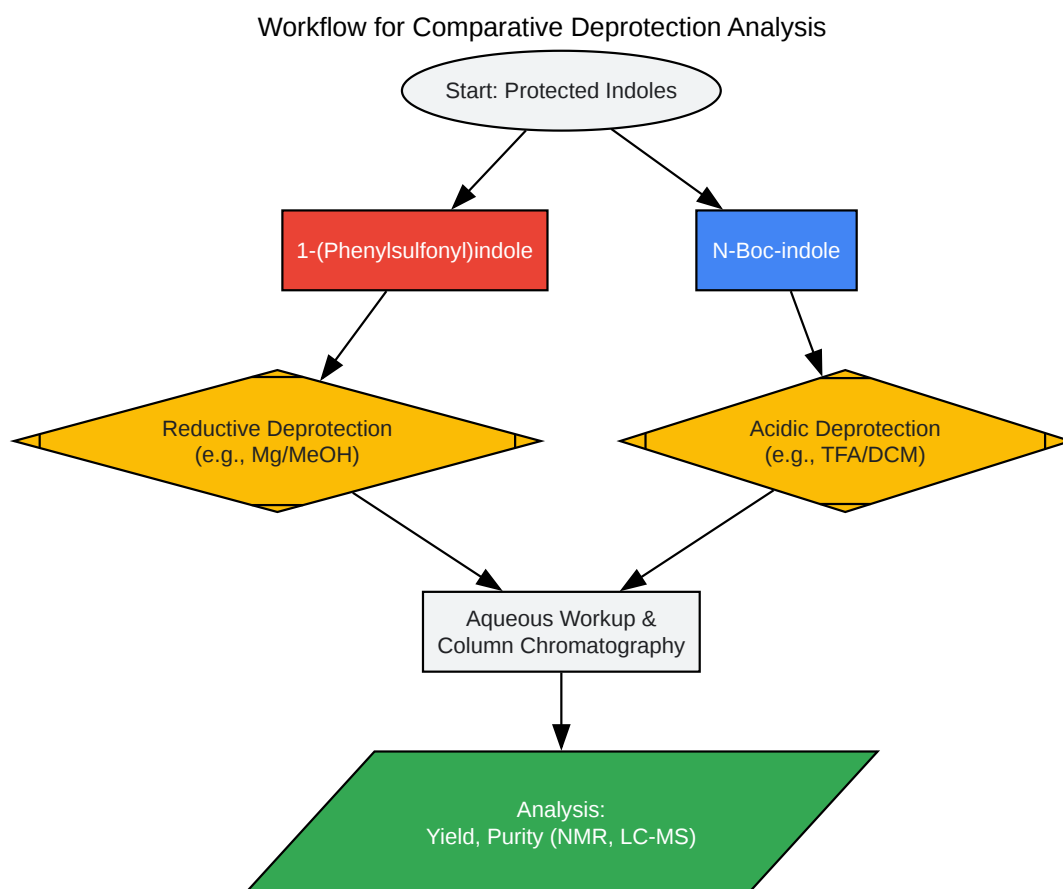 Workflow for Comparative Deprotection Analysis
Start: Protected Indoles
1-(Phenylsulfonyl)indole
N-Boc-indole
Reductive Deprotection
(e.g., Mg/MeOH)
Acidic Deprotection
(e.g., TFA/DCM)
Aqueous Workup &
Column Chromatography
Analysis:
Yield, Purity (NMR, LC-MS)